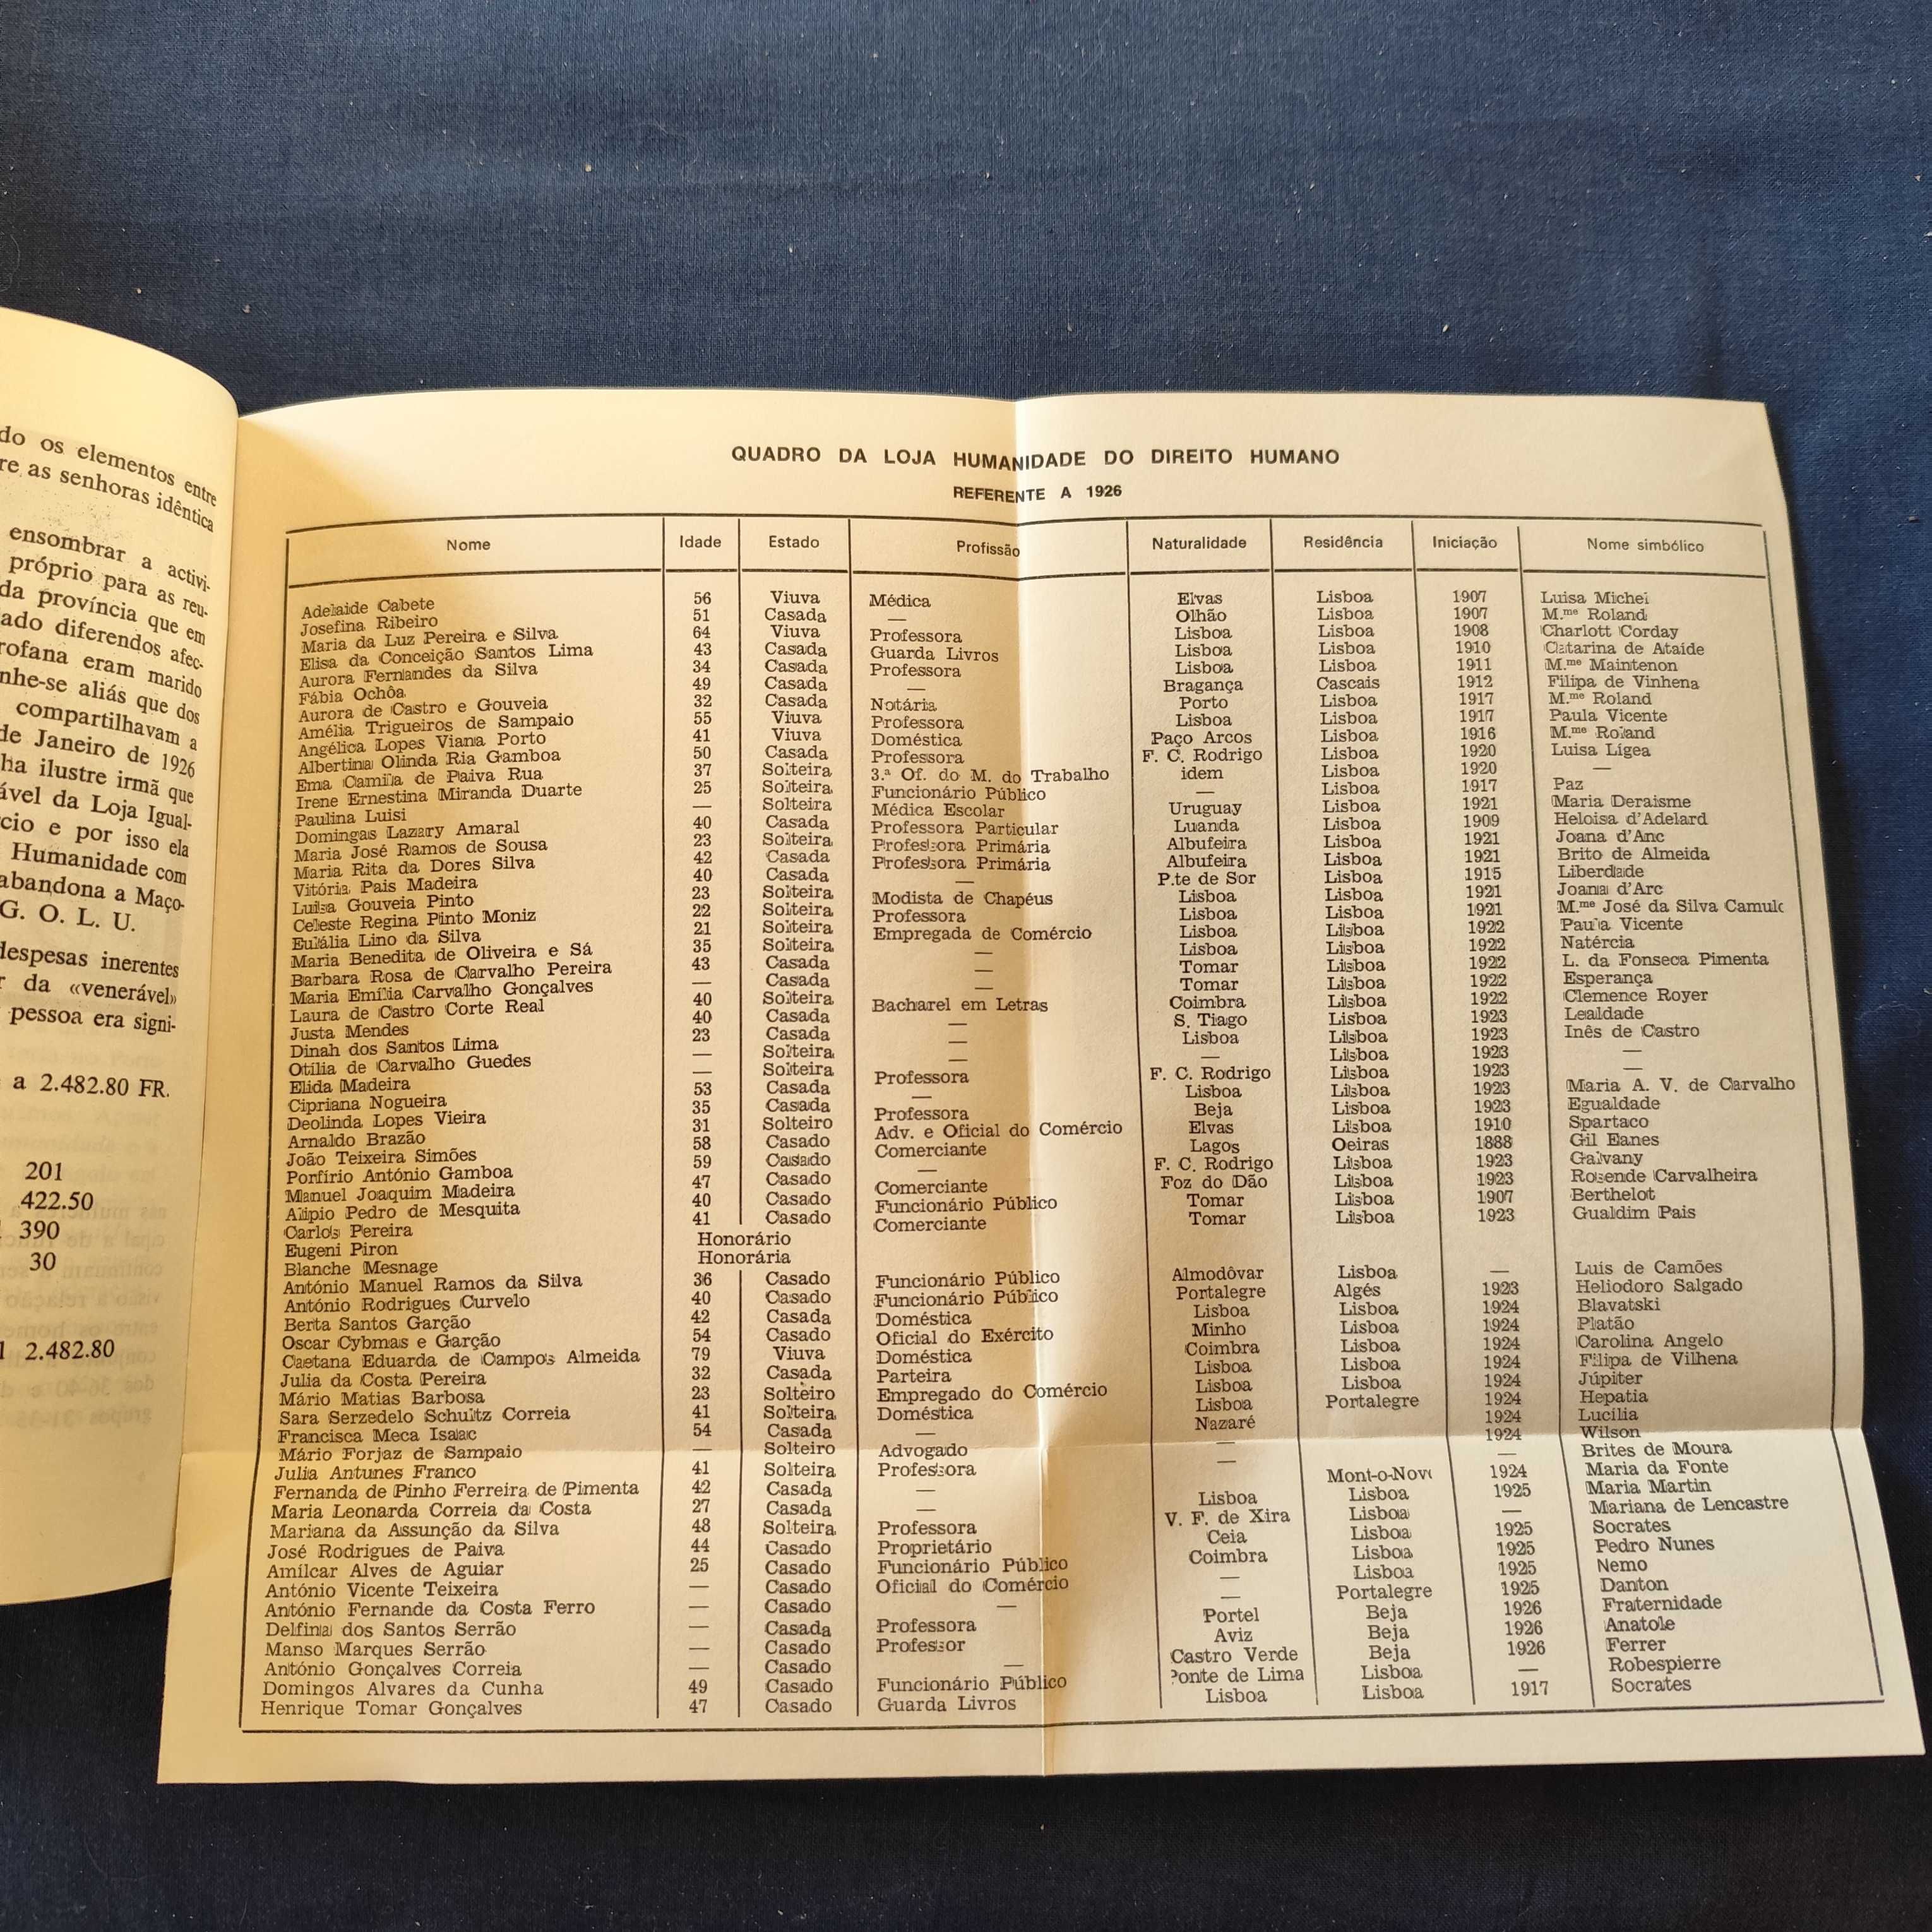 do os elementos entre
re as senhoras idêntica
ensombrar a activi-
próprio para as reu-
da província que em
ado diferendos afec-
rofana eram marido
nhe-se aliás que dos
compartilhavam a
de Janeiro de 1926
ha ilustre irmã que
ável da Loja Igual-
cio e por isso ela
Humanidade com
abandona a Maço-
G. O. L. U.
despesas inerentes
r da «venerável»
pessoa era signi-
a 2.482.80 FR.
201
422.50
390
30
2.482.80
QUADRO DA LOJA HUMANIDADE DO DIREITO HUMANO
REFERENTE A 1926
Nome Idade Estado Profissão Naturalidade Residência Iniciação Nome simbólico
Adelaide Cabete 56 Viuva Médica Elvas Lisboa 1907 Luisa Michei
Josefina Ribeiro 51 Casada — Olhão Lisboa 1907 M.me Roland
Maria da Luz Pereira e Silva 64 Viuva Professora Lisboa Lisboa 1908 Charlott Corday
Elisa da Conceição Santos Lima 43 Casada Guarda Livros Lisboa Lisboa 1910 Catarina de Ataide
Aurora Fernandes da Silva 34 Casada Professora Lisboa Lisboa 1911 M.me Maintenon
Fábia Ochôa 49 Casada — Bragança Cascais 1912 Filipa de Vinhena
Aurora de Castro e Gouveia 32 Casada Notária Porto Lisboa 1917 M.me Roland
Amélia Trigueiros de Sampaio 55 Viuva Professora Lisboa Lisboa 1917 Paula Vicente
Angélica Lopes Viana Porto 41 Viuva Doméstica Paço Arcos Lisboa 1916 M.me Roland
Albertina Olinda Ria Gamboa 50 Casada Professora F. C. Rodrigo Lisboa 1920 Luisa Ligea
Ema Camila de Paiva Rua 37 Solteira 3.ª Of. do M. do Trabalho idem Lisboa 1920 —
Irene Ernestina Miranda Duarte 25 Solteira Funcionário Público — Lisboa 1917 Paz
Paulina Luisi — Solteira Médica Escolar Uruguay Lisboa 1921 Maria Deraisme
Domingas Lazary Amaral 40 Casada Professora Particular Luanda Lisboa 1909 Heloisa d'Adelard
Maria José Ramos de Sousa 23 Solteira Professora Primária Albufeira Lisboa 1921 Joana d'Anc
Maria Rita da Dores Silva 42 Casada Professora Primária Albufeira Lisboa 1921 Brito de Almeida
Vitória Pais Madeira 40 Casada — P.te de Sor Lisboa 1915 Liberdade
Luisa Gouveia Pinto 23 Solteira Modista de Chapéus Lisboa Lisboa 1921 Joana d'Arc
Celeste Regina Pinto Moniz 22 Solteira Professora Lisboa Lisboa 1921 M.me José da Silva Camulo
Eulália Lino da Silva 21 Solteira Empregada de Comércio Lisboa Lisboa 1922 Paula Vicente
Maria Benedita de Oliveira e Sá 35 Solteira — Lisboa Lisboa 1922 Natércia
Barbara Rosa de Carvalho Pereira 43 Casada — Tomar Lisboa 1922 L. da Fonseca Pimenta
Maria Emília Carvalho Gonçalves — Casada — Tomar Lisboa 1922 Esperança
Laura de Castro Corte Real 40 Solteira Bacharel em Letras Coimbra Lisboa 1922 Clemence Royer
Justa Mendes 40 Casada — S. Tiago Lisboa 1923 Lealdade
Dinah dos Santos Lima 23 Casada — Lisboa Lisboa 1923 Inês de Castro
Otília de Carvalho Guedes — Solteira — — Lisboa 1923 —
Elida Madeira — Solteira Professora F. C. Rodrigo Lisboa 1923 —
Cipriana Nogueira 53 Casada — Lisboa Lisboa 1923 Maria A. V. de Carvalho
Deolinda Lopes Vieira 35 Casada Professora Beja Lisboa 1923 Egualdade
Arnaldo Brazão 31 Solteiro Adv. e Oficial do Comércio Elvas Lisboa 1910 Spartaco
João Teixeira Simões 58 Casado Comerciante Lagos Oeiras 1888 Gil Eanes
Porfírio António Gamboa 59 Casado — F. C. Rodrigo Lisboa 1923 Galvany
Manuel Joaquim Madeira 47 Casado Comerciante Foz do Dão Lisboa 1923 Rosende Carvalheira
Alipio Pedro de Mesquita 40 Casado Funcionário Público Tomar Lisboa 1907 Berthelot
Carlos Pereira 41 Casado Comerciante Tomar Lisboa 1923 Gualdim Pais
Eugeni Piron Honorário
Blanche Mesnage Honorária
António Manuel Ramos da Silva 36 Casado Funcionário Público Almodôvar Lisboa — Luis de Camões
António Rodrigues Curvelo 40 Casado Funcionário Público Portalegre Algés 1923 Heliodoro Salgado
Berta Santos Garção 42 Casada Doméstica Lisboa Lisboa 1924 Blavatski
Oscar Cybmas e Garção 54 Casado Oficial do Exército Minho Lisboa 1924 Platão
Caetana Eduarda de Campos Almeida 79 Viuva Doméstica Coimbra Lisboa 1924 Carolina Angelo
Julia da Costa Pereira 32 Casada Parteira Lisboa Lisboa 1924 Filipa de Vilhena
Mário Matias Barbosa 23 Solteiro Empregado do Comércio Lisboa Lisboa 1924 Júpiter
Sara Serzedelo Schultz Correia 41 Solteira Doméstica Lisboa Portalegre 1924 Hepatia
Francisca Meca Isaac 54 Casada — Nazaré 1924 Lucilia
Mário Forjaz de Sampaio — Solteiro Advogado — 1924 Wilson
Julia Antunes Franco 41 Solteira Professora — — Brites de Moura
Fernanda de Pinho Ferreira de Pimenta 42 Casada — Mont-o-Novo 1924 Maria da Fonte
Maria Leonarda Correia da Costa 27 Casada — Lisboa Lisboa 1925 Maria Martin
Mariana da Assunção da Silva 48 Solteira Professora V. F. de Xira Lisboa — Mariana de Lencastre
José Rodrigues de Paiva 44 Casado Proprietário Ceia Lisboa 1925 Socrates
Amílcar Alves de Aguiar 25 Casado Funcionário Público Coimbra Lisboa 1925 Pedro Nunes
António Vicente Teixeira — Casado Oficial do Comércio — Lisboa 1925 Nemo
António Fernande da Costa Ferro — Casado — — Portalegre 1925 Danton
Delfina dos Santos Serrão — Casada Professora Portel Beja 1926 Fraternidade
Manso Marques Serrão — Casado Professor Aviz Beja 1926 Anatole
António Gonçalves Correia — Casado — Castro Verde Beja 1926 Ferrer
Domingos Alvares da Cunha 49 Casado Funcionário Público Ponte de Lima Lisboa — Robespierre
Henrique Tomar Gonçalves 47 Casado Guarda Livros Lisboa Lisboa 1917 Socrates